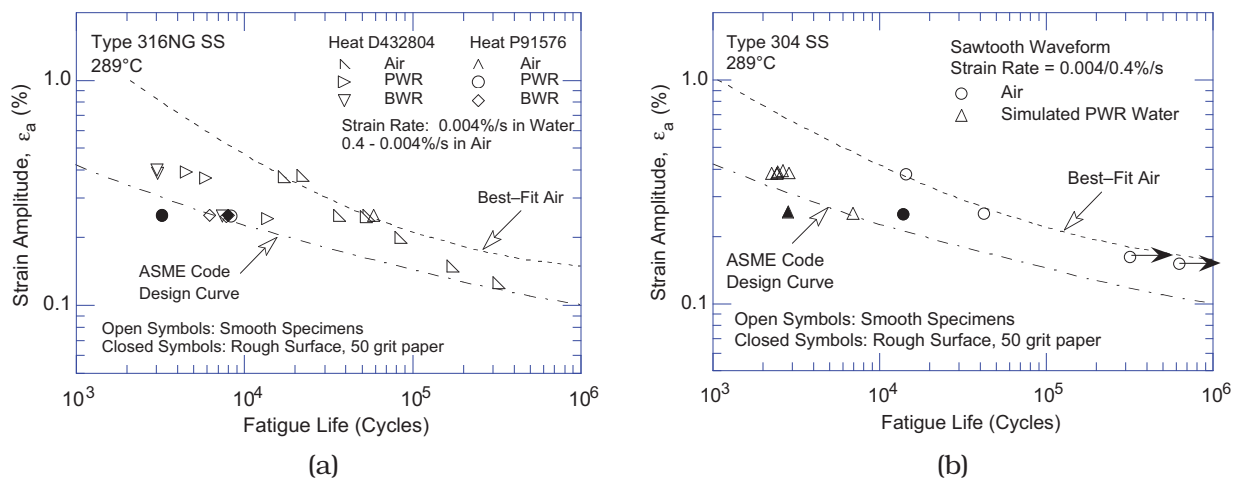 Type 316NG SS
289°C
Heat D432804 Heat P91576
Air Air
PWR PWR
BWR BWR
Strain Rate: 0.004%/s in Water
0.4 - 0.004%/s in Air
Best–Fit Air
ASME Code
Design Curve
Open Symbols: Smooth Specimens
Closed Symbols: Rough Surface, 50 grit paper
Strain Amplitude, εa (%)
1.0
0.1
10³ 10⁴ 10⁵ 10⁶
Fatigue Life (Cycles)
(a)
Type 304 SS
289°C
Sawtooth Waveform
Strain Rate = 0.004/0.4%/s
Air
Simulated PWR Water
Best–Fit Air
ASME Code
Design Curve
Open Symbols: Smooth Specimens
Closed Symbols: Rough Surface, 50 grit paper
Strain Amplitude, εa (%)
1.0
0.1
10³ 10⁴ 10⁵ 10⁶
Fatigue Life (Cycles)
(b)